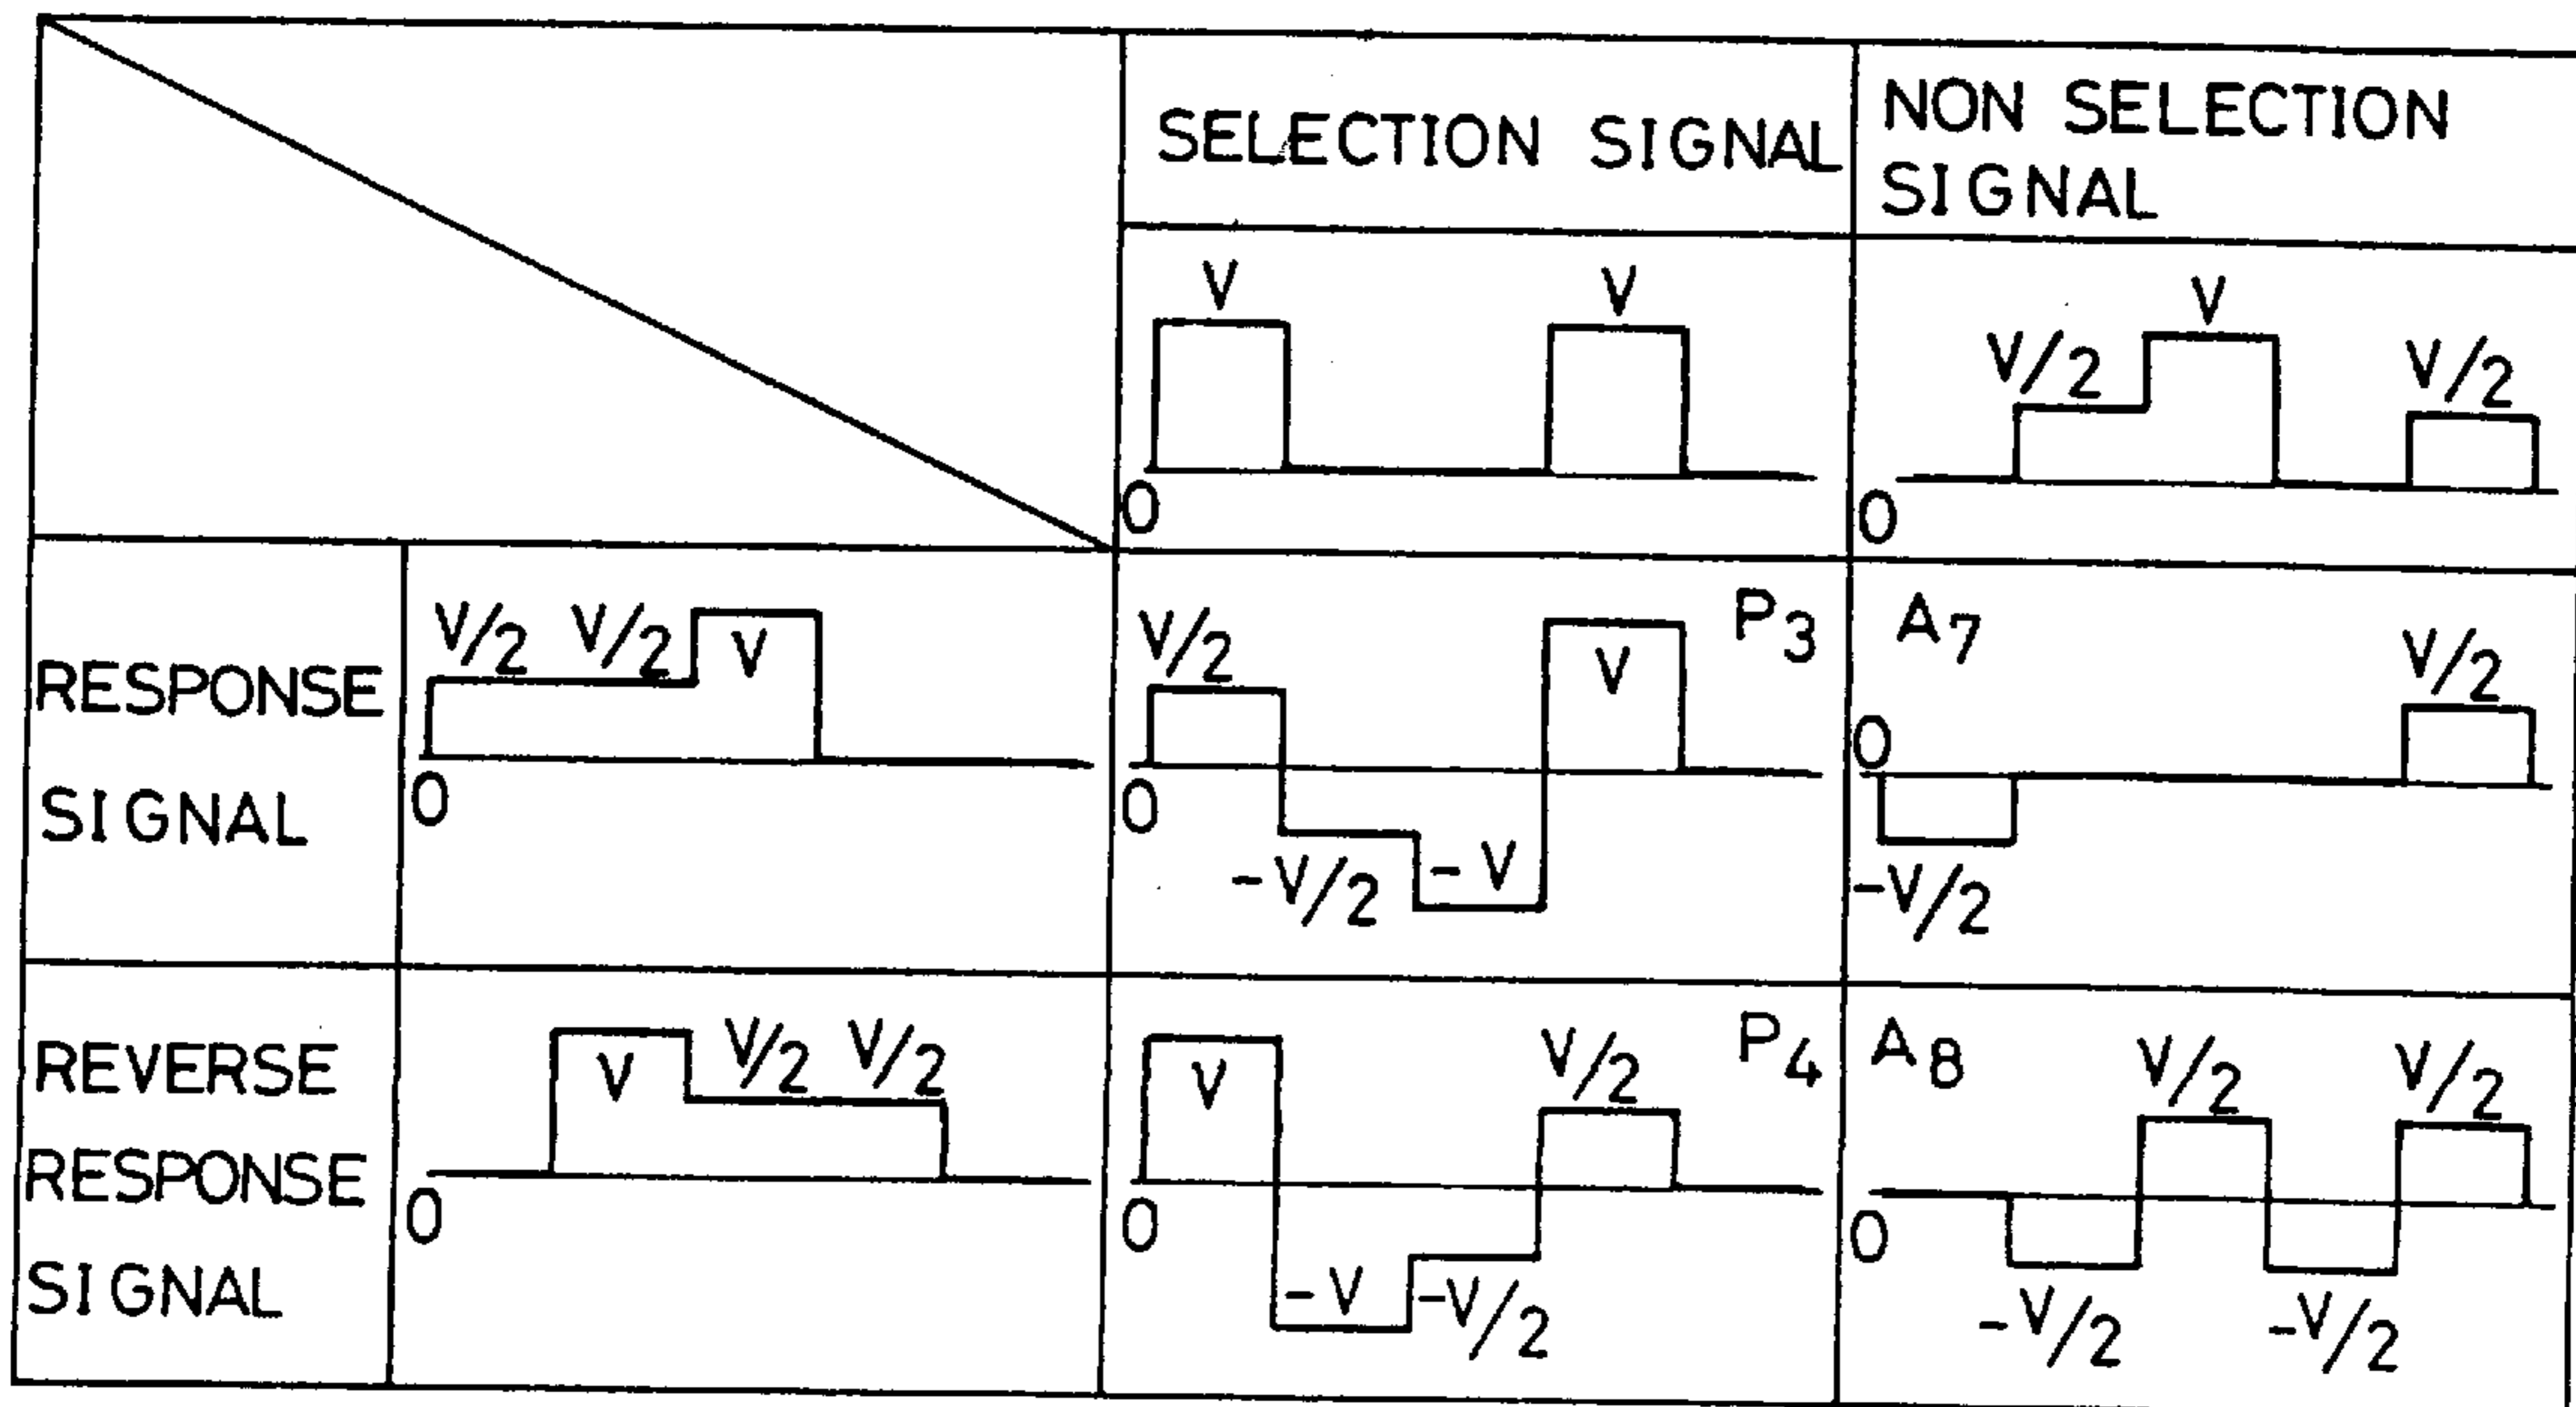 SELECTION SIGNAL
NON SELECTION
SIGNAL
V V
0
V/2 V V/2
0
RESPONSE
SIGNAL
V/2 V/2 V
0
P3
V/2 V
0
-V/2 -V
A7
V/2
0
-V/2
REVERSE
RESPONSE
SIGNAL
V V/2 V/2
0
P4
V V/2
0
-V -V/2
A8
V/2 V/2
0
-V/2 -V/2